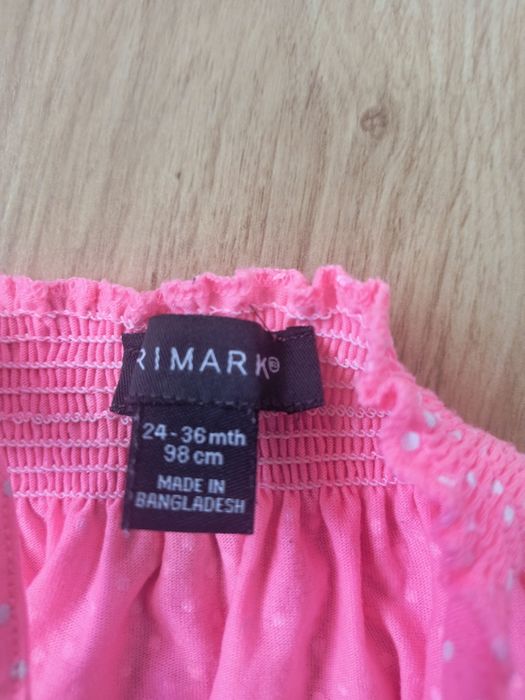 RIMARK®
24-36 mth
98 cm
MADE IN
BANGLADESH